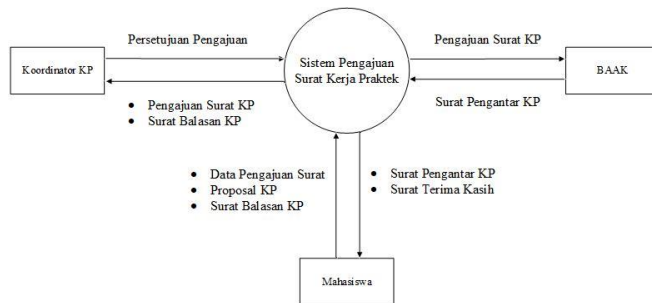 Persetujuan Pengajuan
Pengajuan Surat KP
Koordinator KP
Sistem Pengajuan
Surat Kerja Praktek
BAAK
• Pengajuan Surat KP
• Surat Balasan KP
Surat Pengantar KP
• Data Pengajuan Surat
• Proposal KP
• Surat Balasan KP
• Surat Pengantar KP
• Surat Terima Kasih
Mahasiswa